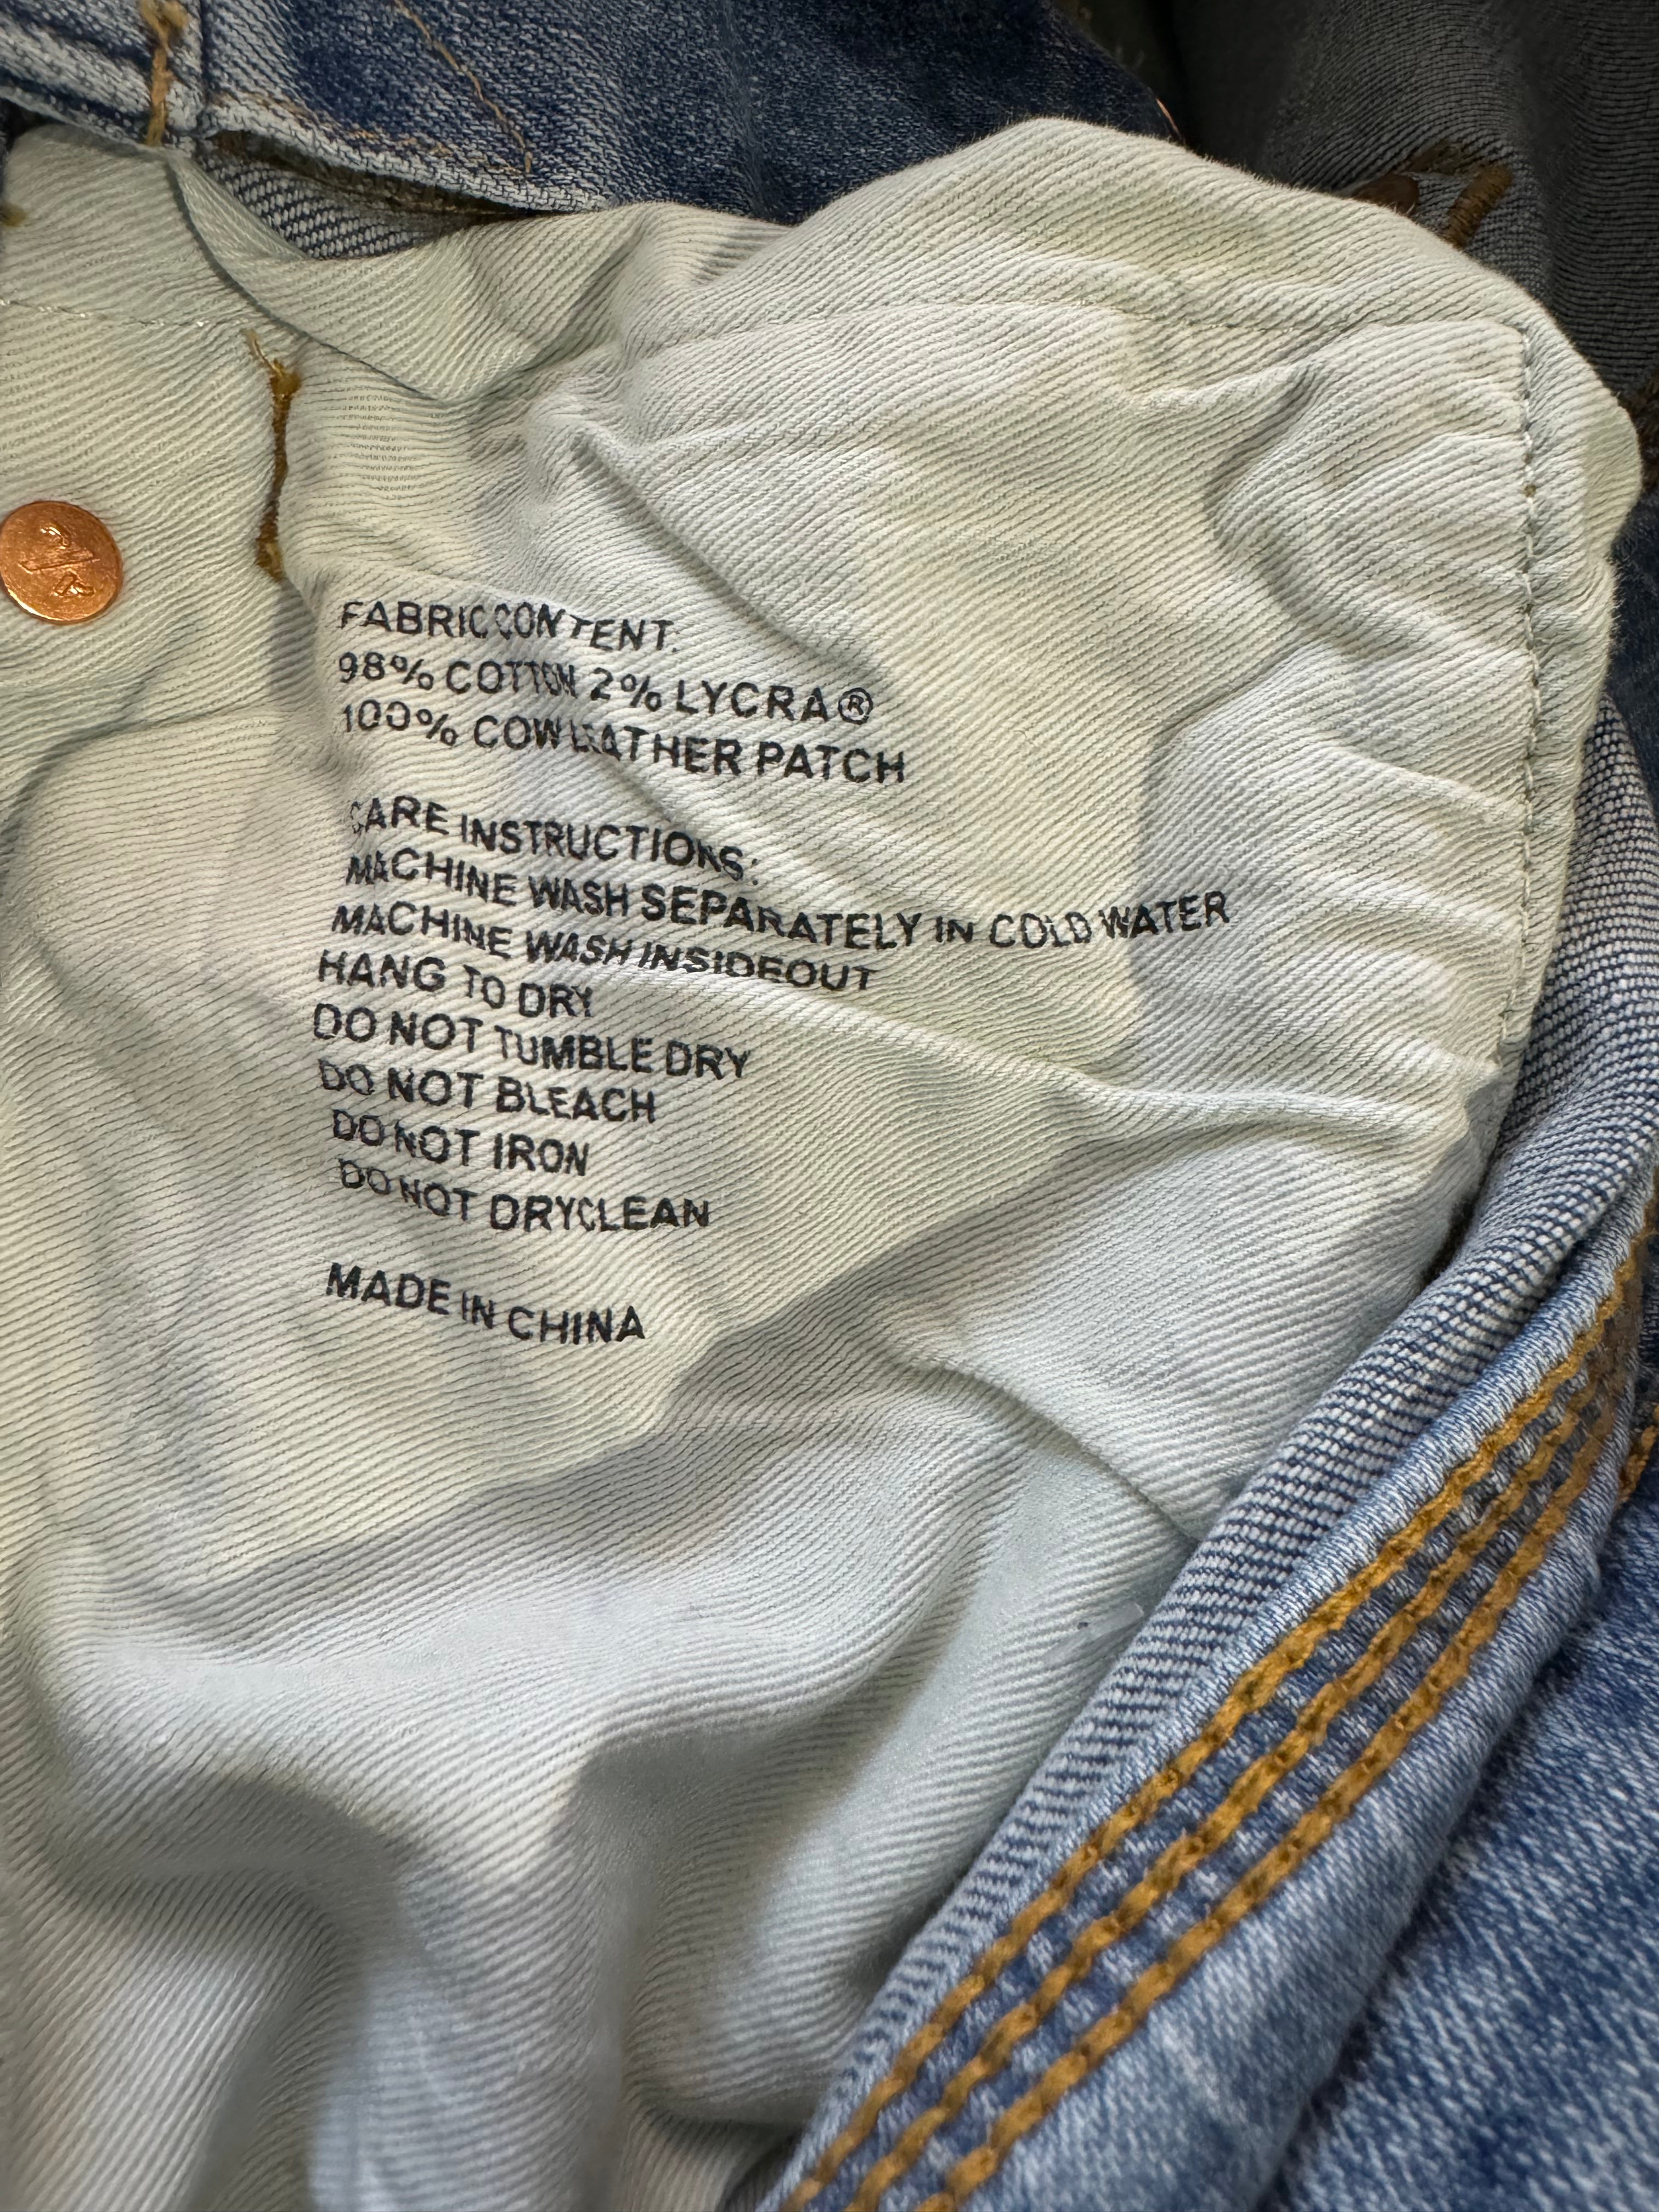 FABRIC CONTENT:
98% COTTON 2% LYCRA®
100% COW LEATHER PATCH
CARE INSTRUCTIONS:
MACHINE WASH SEPARATELY IN COLD WATER
MACHINE WASH INSIDEOUT
HANG TO DRY
DO NOT TUMBLE DRY
DO NOT BLEACH
DO NOT IRON
DO NOT DRYCLEAN
MADE IN CHINA